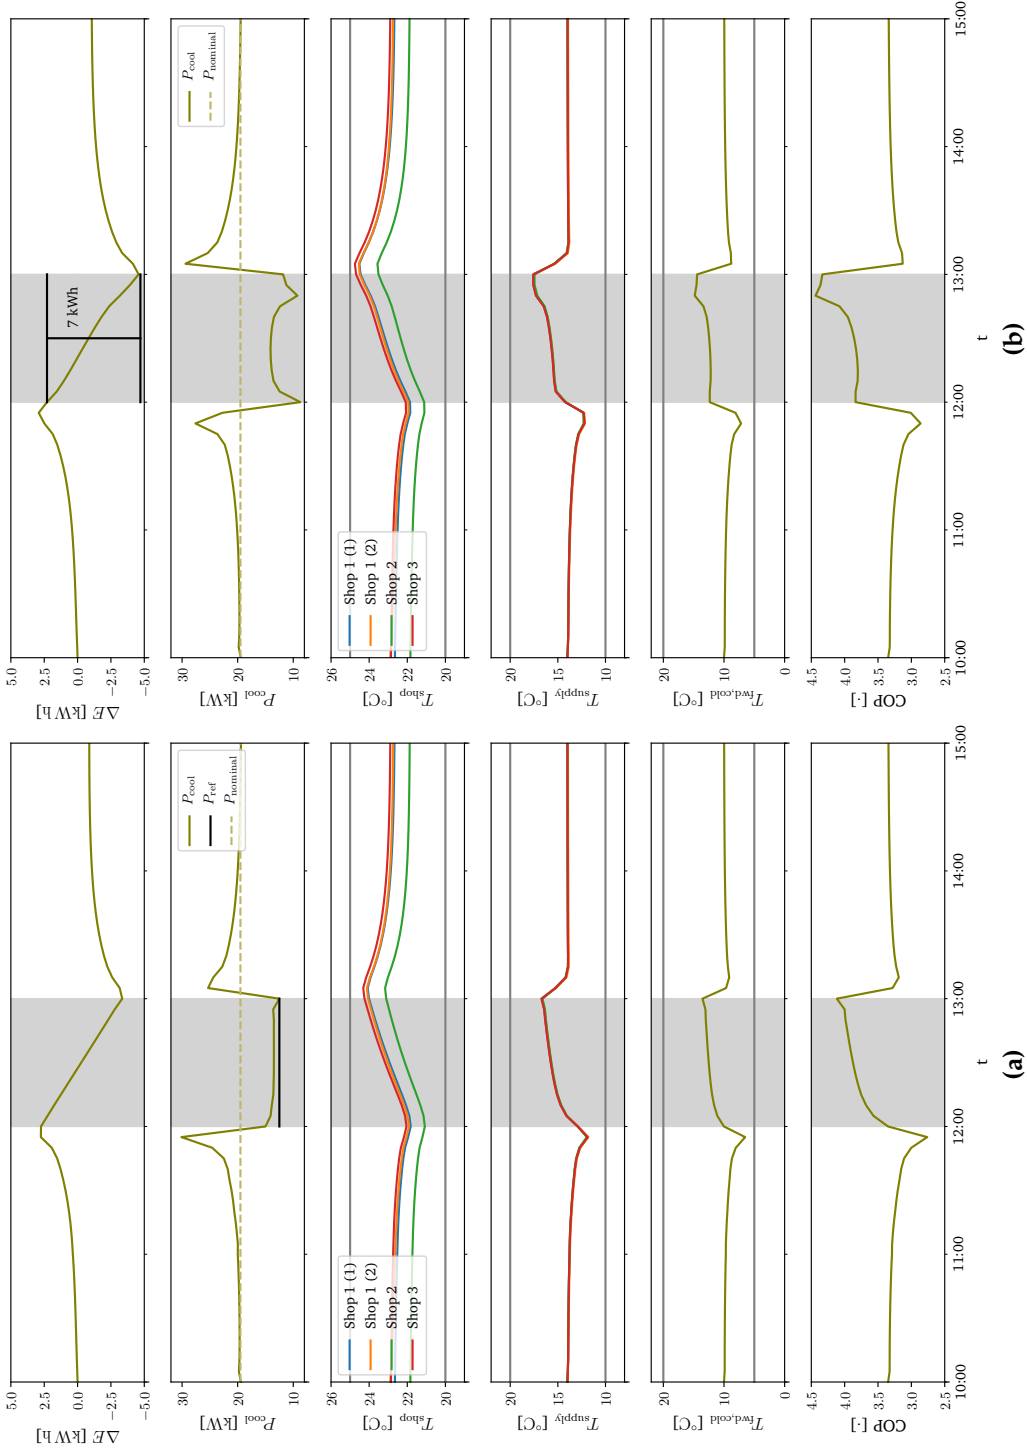 ΔE [kW h]
5.0
2.5
0.0
−2.5
−5.0
P_cool [kW]
30
20
10
P_cool
P_ref
P_nominal
T_shop [°C]
26
24
22
20
Shop 1 (1)
Shop 1 (2)
Shop 2
Shop 3
T_supply [°C]
20
15
10
T_fwd,cold [°C]
20
10
0
COP [·]
4.5
4.0
3.5
3.0
2.5
10:00 11:00 12:00 13:00 14:00 15:00
t
(a)
ΔE [kW h]
5.0
2.5
0.0
−2.5
−5.0
7 kWh
P_cool [kW]
30
20
10
P_cool
P_nominal
T_shop [°C]
26
24
22
20
Shop 1 (1)
Shop 1 (2)
Shop 2
Shop 3
T_supply [°C]
20
15
10
T_fwd,cold [°C]
20
10
0
COP [·]
4.5
4.0
3.5
3.0
2.5
10:00 11:00 12:00 13:00 14:00 15:00
t
(b)